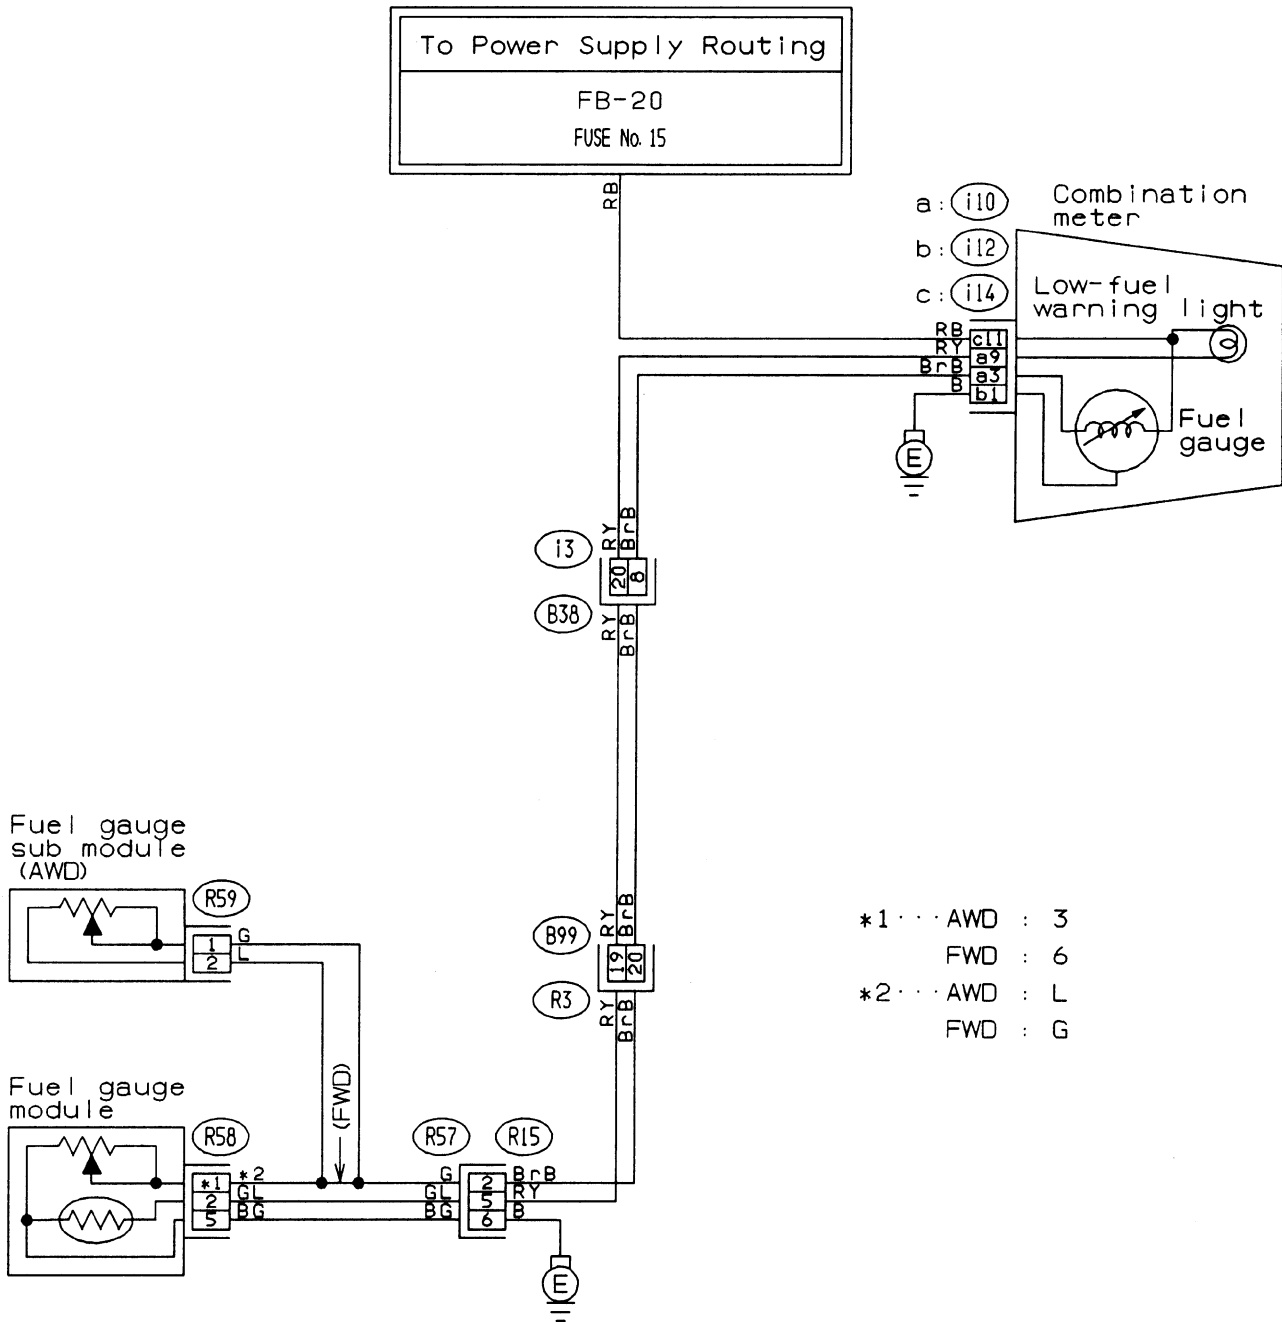 To Power Supply Routing
FB-20
FUSE No. 15
RB
a: i10
b: i12
c: i14
Combination
meter
Low-fuel
warning light
RB
RY
BrB
B
c11
a9
a3
b1
Fuel
gauge
E
RY
BrB
i3
20
8
B38
RY
BrB
Fuel gauge
sub module
(AWD)
R59
1
2
G
L
RY
BrB
B99
19
20
R3
RY
BrB
*1 ··· AWD : 3
FWD : 6
*2 ··· AWD : L
FWD : G
(FWD)
Fuel gauge
module
R58
*1
2
5
*2
GL
BG
R57
R15
G
GL
BG
2
5
6
BrB
RY
B
E